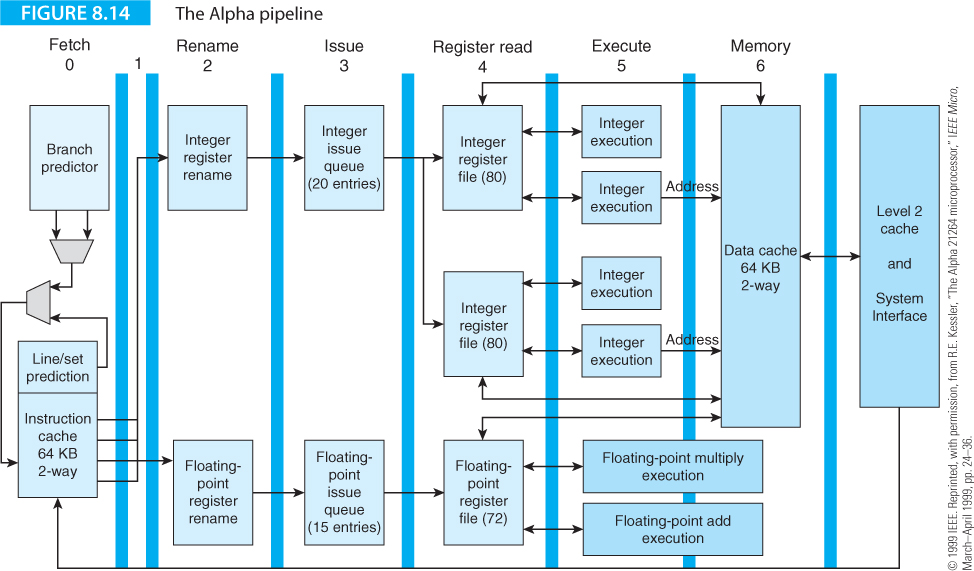 FIGURE 8.14 The Alpha pipeline
Fetch
0
1
Rename
2
Issue
3
Register read
4
Execute
5
Memory
6
Branch
predictor
Line/set
prediction
Instruction
cache
64 KB
2-way
Integer
register
rename
Integer
issue
queue
(20 entries)
Integer
register
file (80)
Integer
execution
Integer
execution
Address
Integer
register
file (80)
Integer
execution
Integer
execution
Address
Data cache
64 KB
2-way
Level 2
cache
and
System
Interface
Floating-
point
register
rename
Floating-
point
issue
queue
(15 entries)
Floating-
point
register
file (72)
Floating-point multiply
execution
Floating-point add
execution
© 1999 IEEE. Reprinted, with permission, from R.E. Kessler, “The Alpha 21264 microprocessor,” IEEE Micro,
March–April 1999, pp. 24–36.